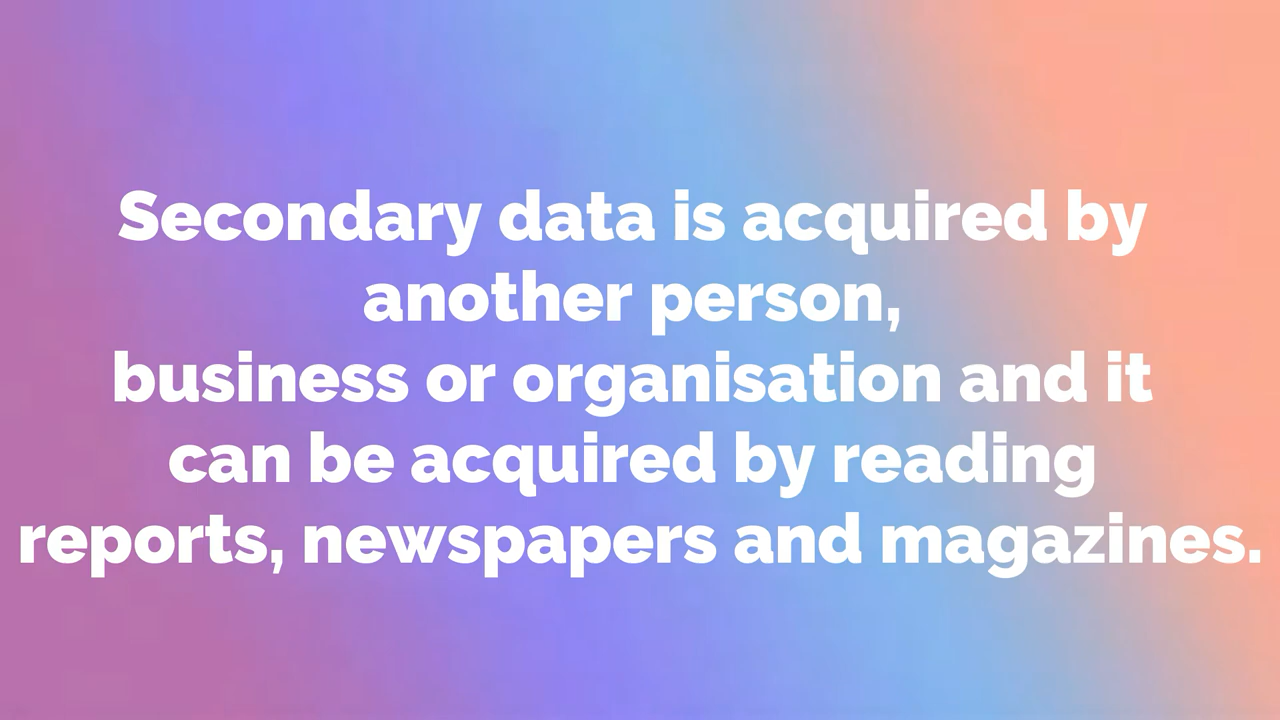 Secondary data is acquired by
another person,
business or organisation and it
can be acquired by reading
reports, newspapers and magazines.